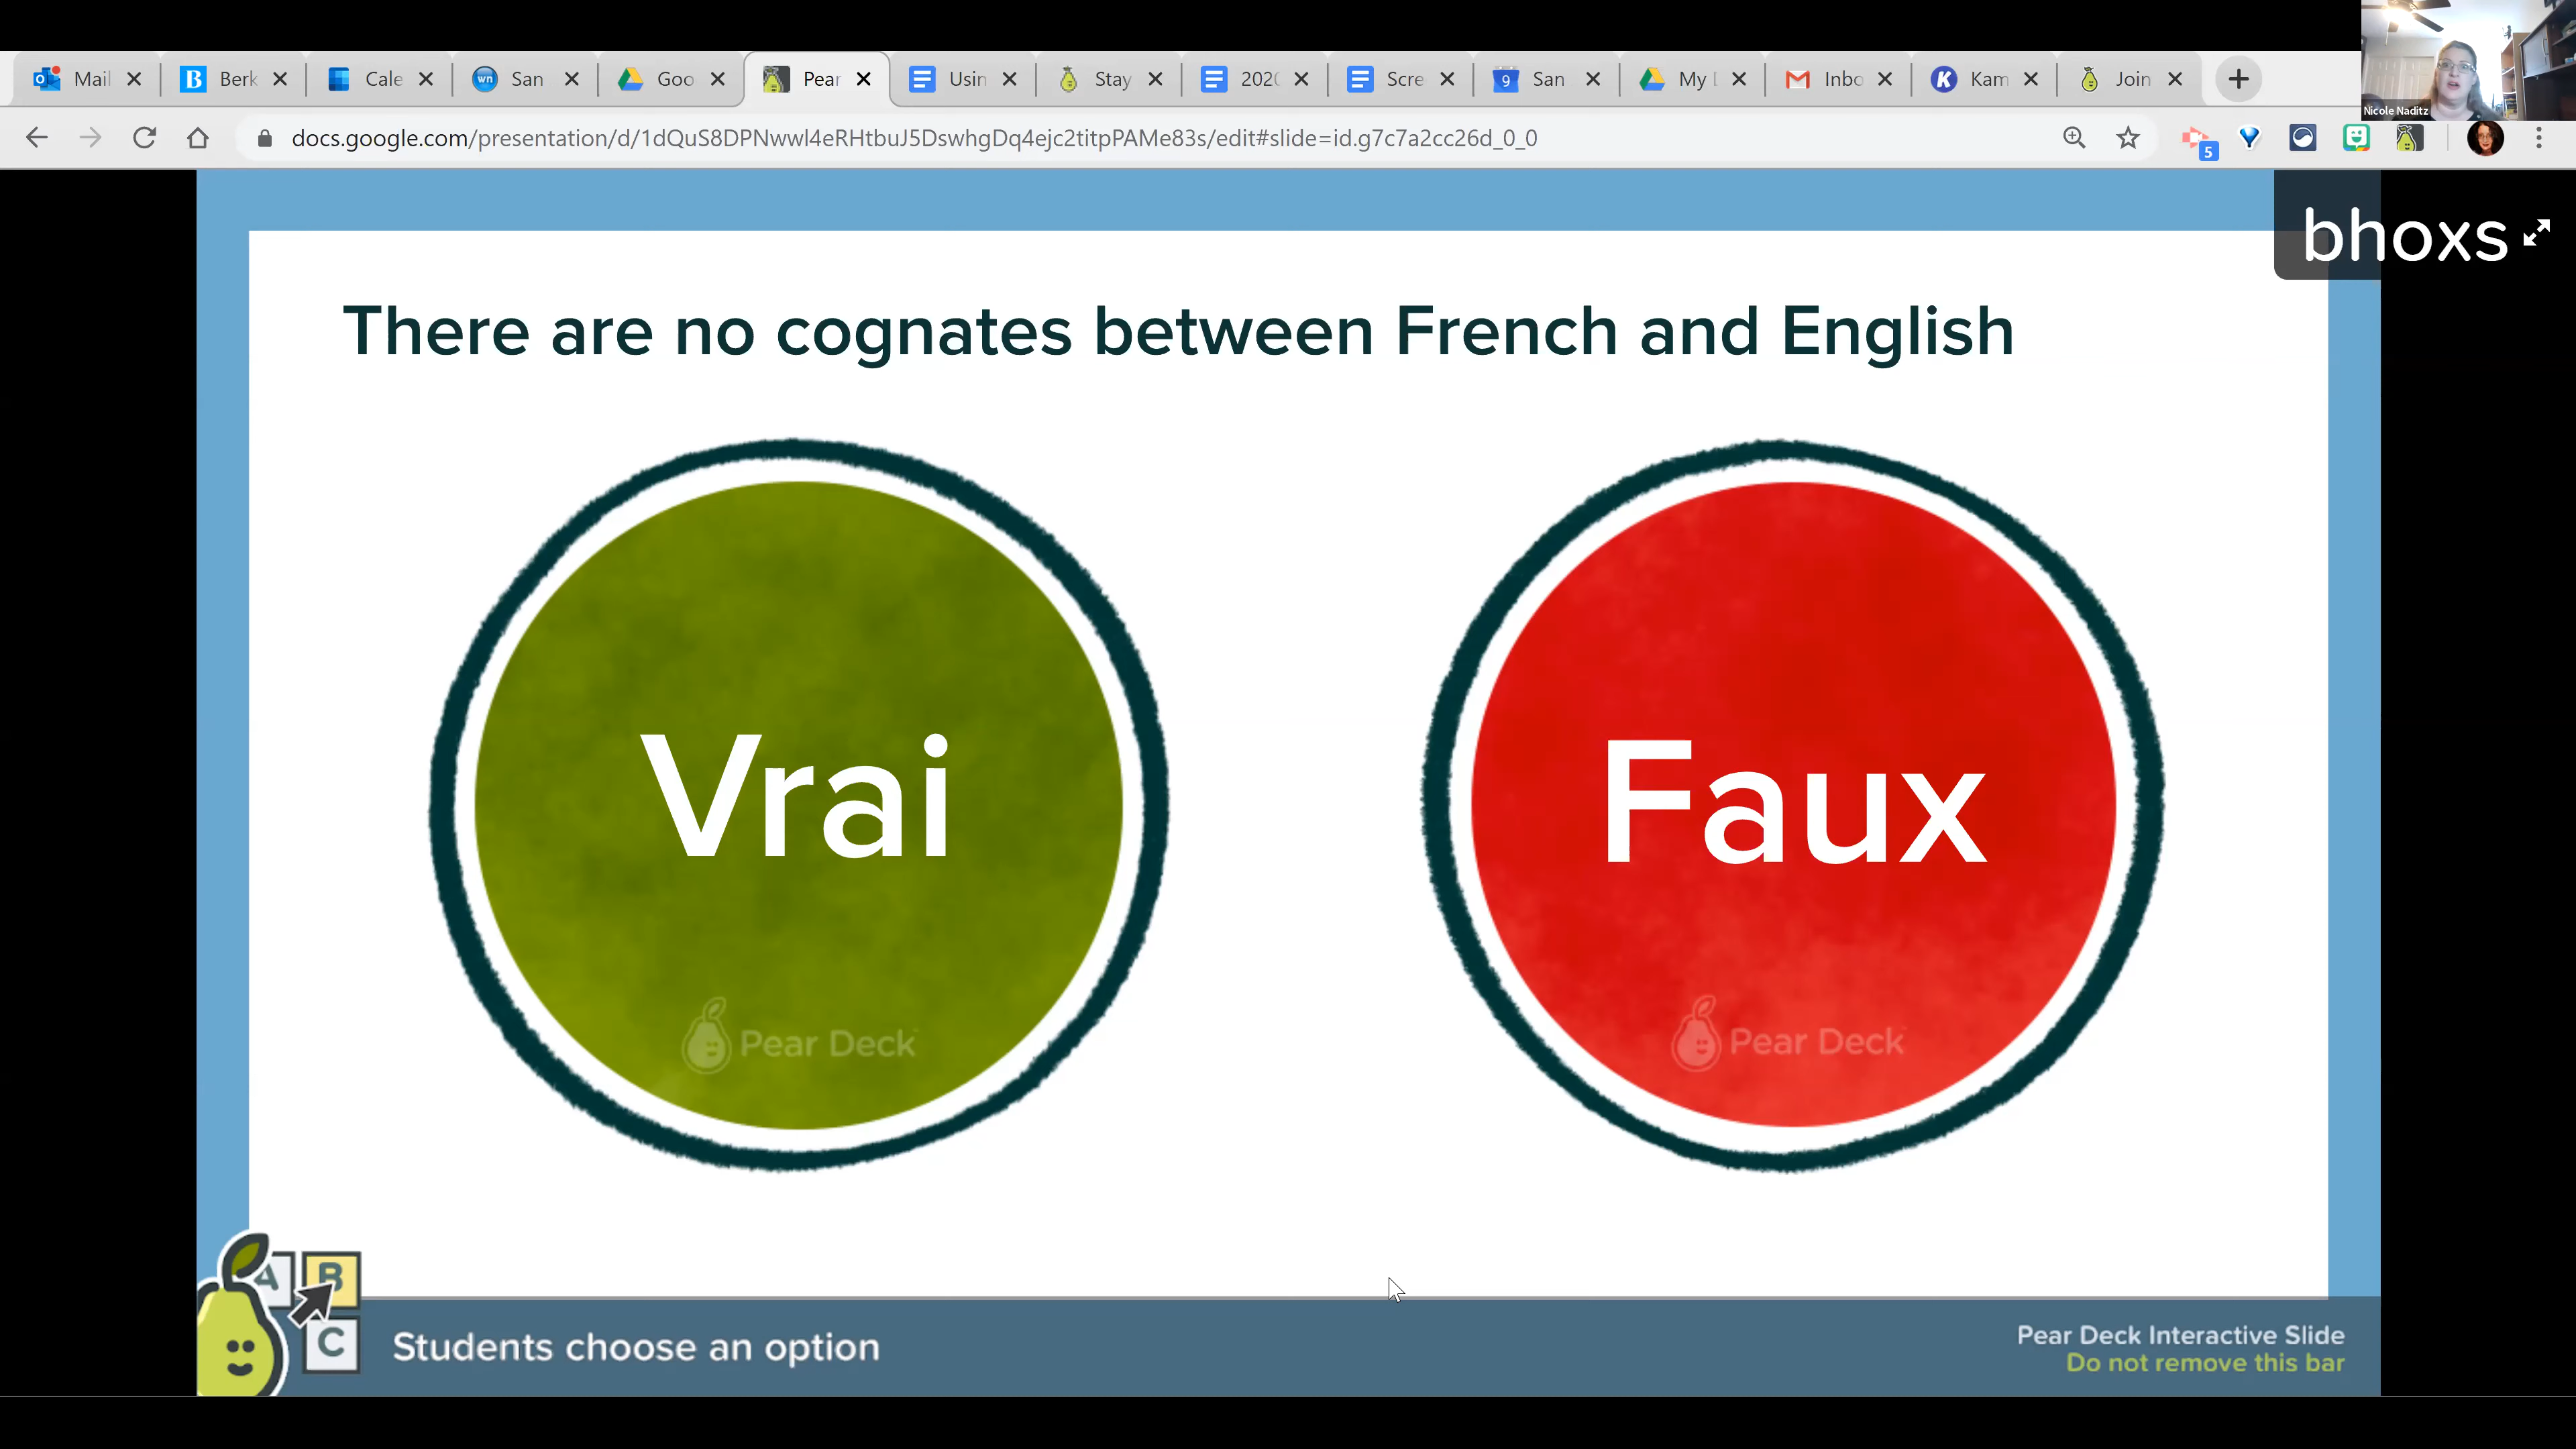 Mail
Berk
Cale
San
Goo
Pear
Usin
Stay
202
Scre
9
San
My
Inbo
Kam
Join
Nicole Naditz
docs.google.com/presentation/d/1dQuS8DPNwwl4eRHtbuJ5DswhgDq4ejc2titpPAMe83s/edit#slide=id.g7c7a2cc26d_0_0
5
bhoxs
There are no cognates between French and English
Vrai
Faux
Pear Deck
Pear Deck
A
B
C
Students choose an option
Pear Deck Interactive Slide
Do not remove this bar